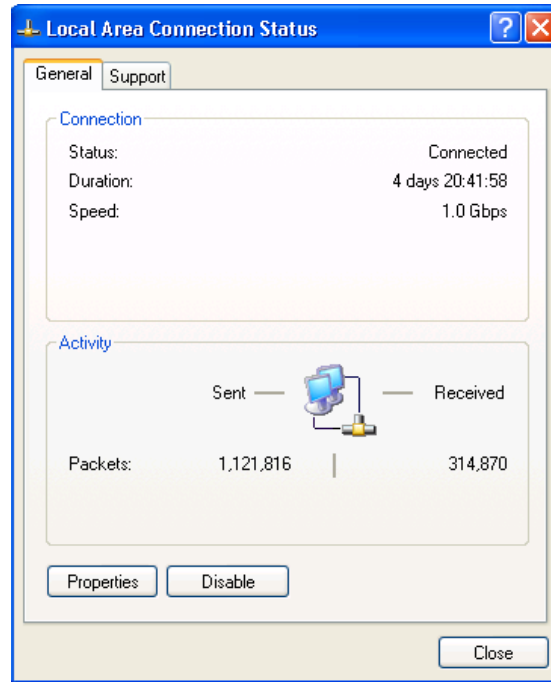 Local Area Connection Status
General Support
Connection
Status: Connected
Duration: 4 days 20:41:58
Speed: 1.0 Gbps
Activity
Sent Received
Packets: 1,121,816 314,870
Properties Disable
Close